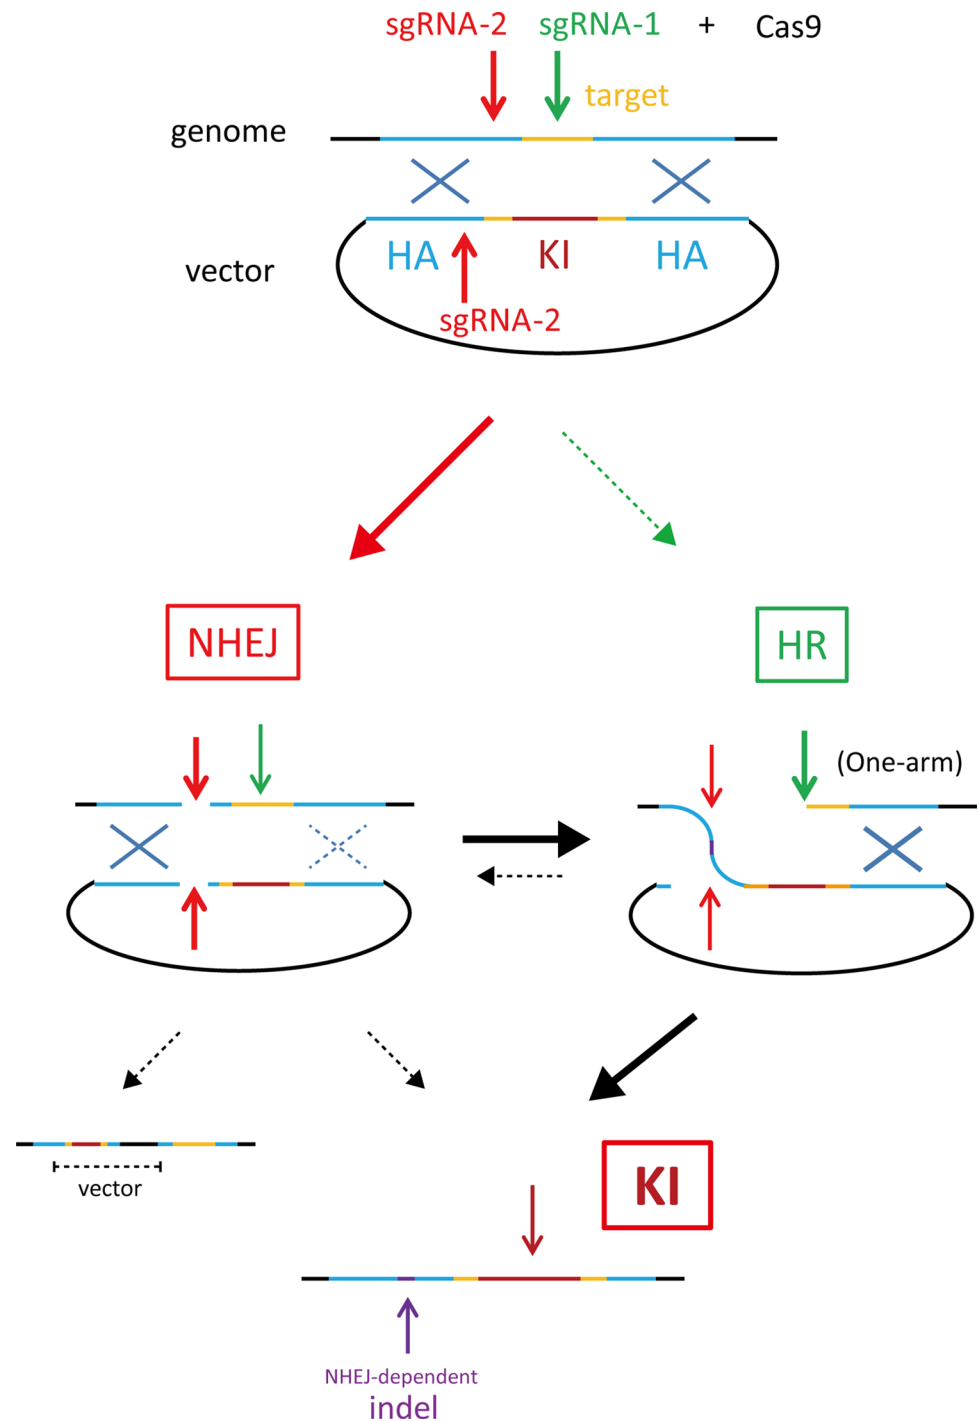 sgRNA-2 sgRNA-1 + Cas9
target
genome
HA KI HA
vector
sgRNA-2
NHEJ
HR
(One-arm)
vector
KI
NHEJ-dependent
indel